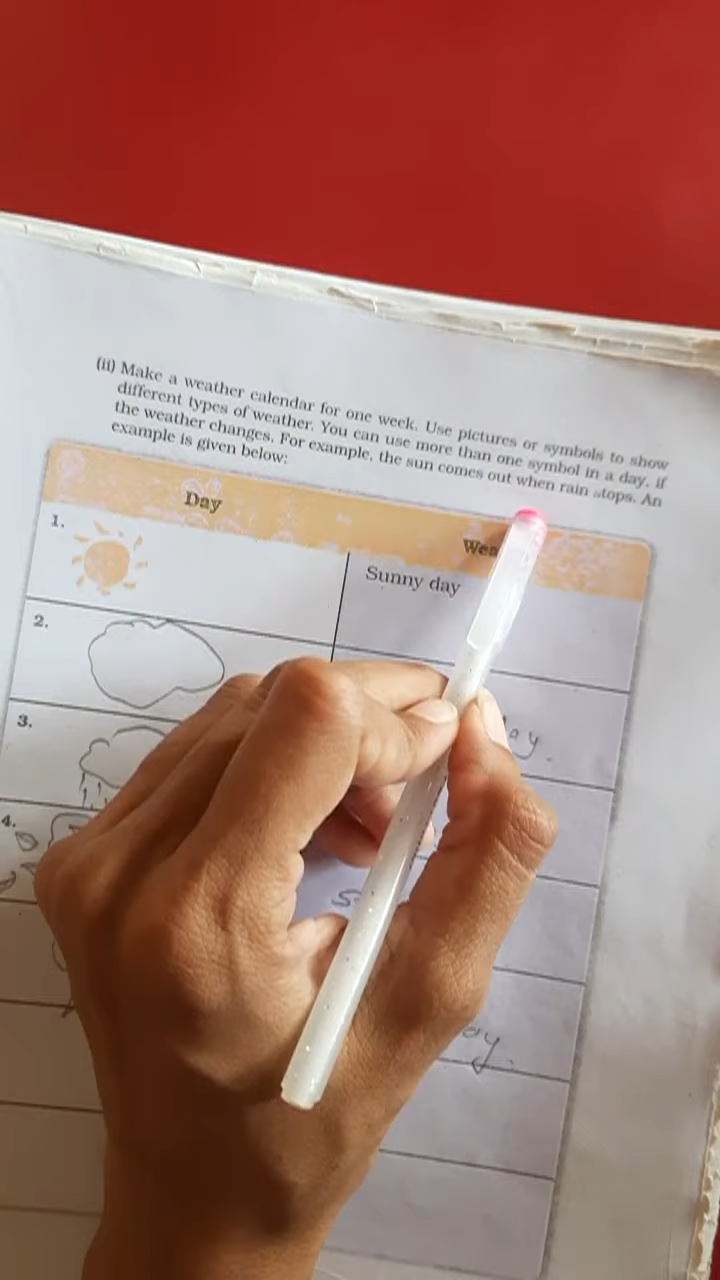 (ii) Make a weather calendar for one week. Use pictures or symbols to show
different types of weather. You can use more than one symbol in a day, if
the weather changes. For example, the sun comes out when rain stops. An
example is given below:
Day
1.
Sunny day
2.
3.
4.